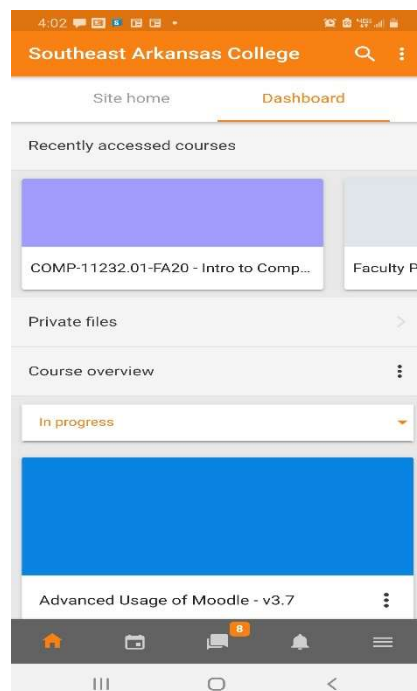 4:02
Southeast Arkansas College
Site home
Dashboard
Recently accessed courses
COMP-11232.01-FA20 - Intro to Comp...
Faculty P
Private files
Course overview
In progress
Advanced Usage of Moodle - v3.7
8